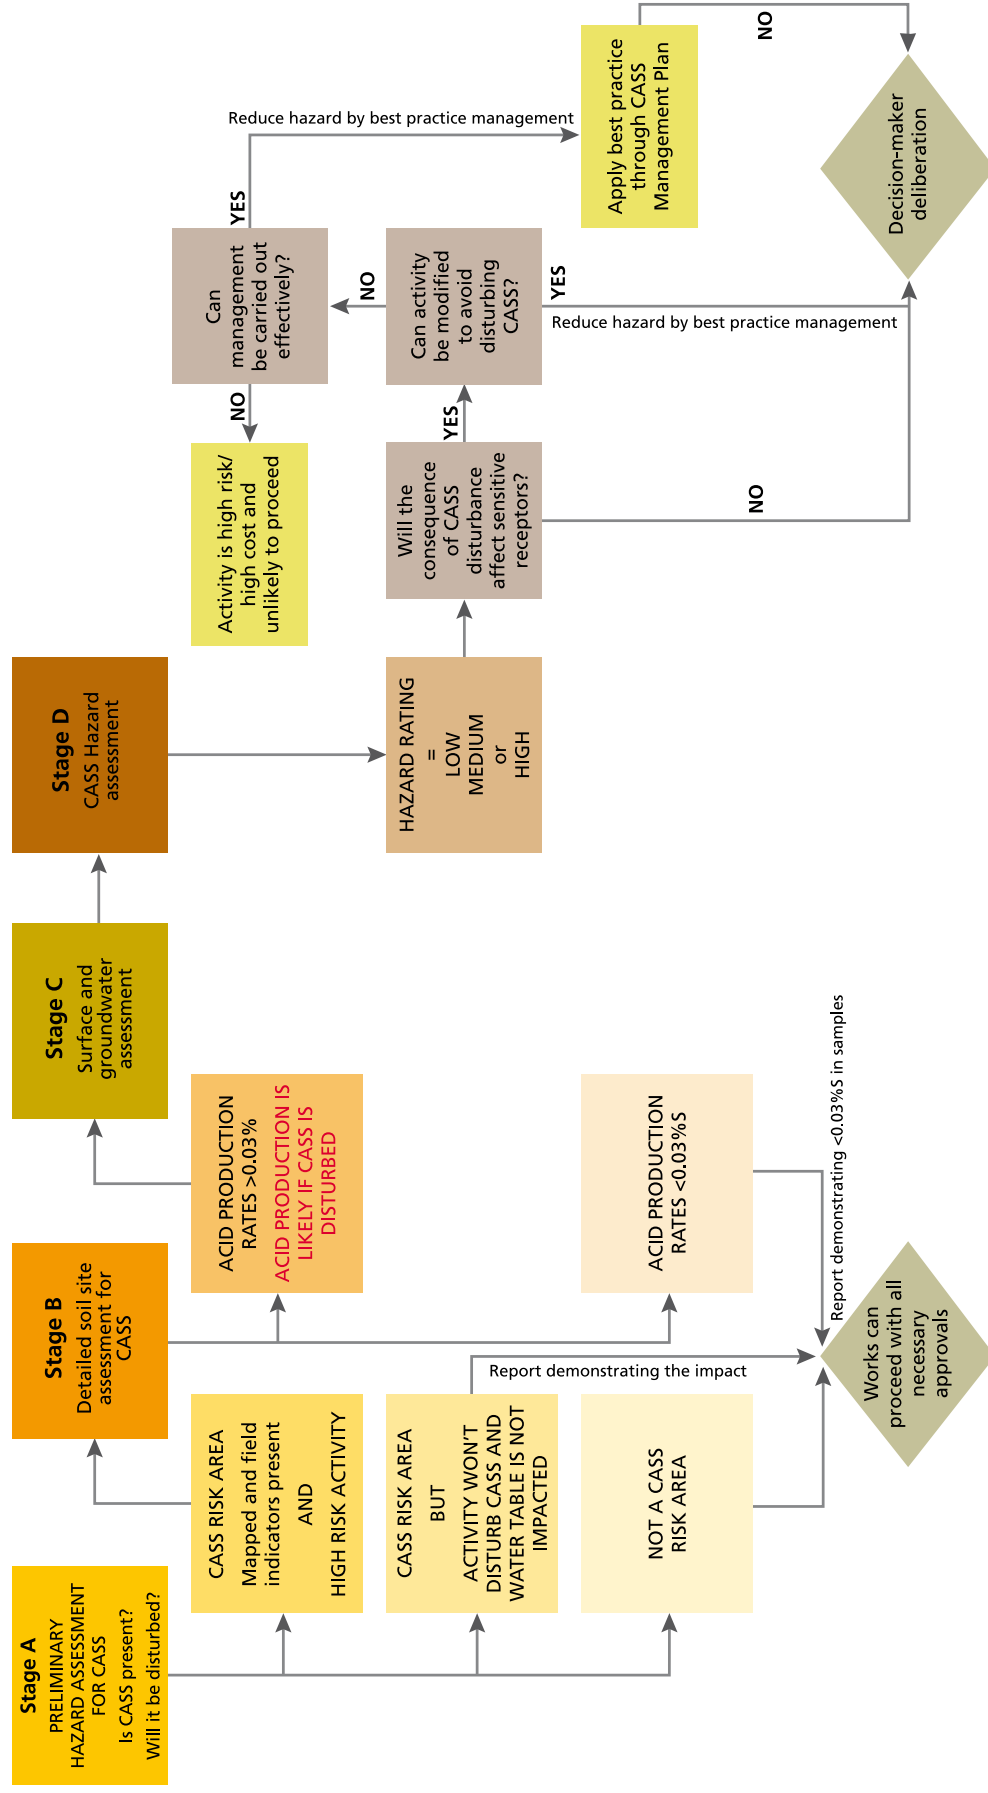 Stage A
PRELIMINARY
HAZARD ASSESSMENT
FOR CASS
Is CASS present?
Will it be disturbed?
CASS RISK AREA
Mapped and field
indicators present
AND
HIGH RISK ACTIVITY
CASS RISK AREA
BUT
ACTIVITY WON'T
DISTURB CASS AND
WATER TABLE IS NOT
IMPACTED
NOT A CASS
RISK AREA
Stage B
Detailed soil site
assessment for
CASS
Report demonstrating the impact
Works can
proceed with all
necessary
approvals
ACID PRODUCTION
RATES >0.03%
ACID PRODUCTION IS
LIKELY IF CASS IS
DISTURBED
ACID PRODUCTION
RATES <0.03%S
Report demonstrating <0.03%S in samples
Stage C
Surface and
groundwater
assessment
Stage D
CASS Hazard
assessment
HAZARD RATING
=
LOW
MEDIUM
or
HIGH
Activity is high risk/
high cost and
unlikely to proceed
Will the
consequence
of CASS
disturbance
affect sensitive
receptors?
NO
YES
NO
Can
management
be carried out
effectively?
NO
Can activity
be modified
to avoid
disturbing
CASS?
YES
Reduce hazard by best practice management
YES
Reduce hazard by best practice management
Apply best practice
through CASS
Management Plan
NO
Decision-maker
deliberation